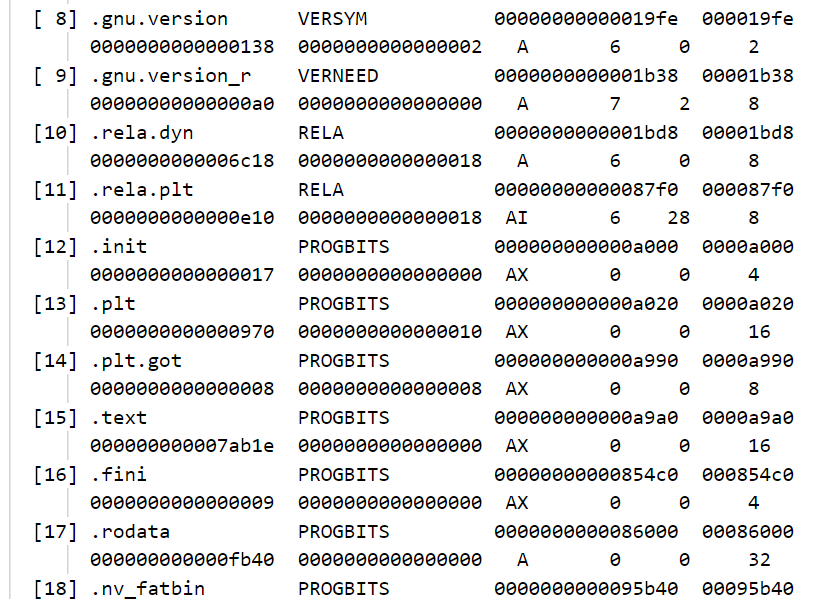 [ 8] .gnu.version      VERSYM           00000000000019fe  000019fe
0000000000000138  0000000000000002   A       6     0     2
[ 9] .gnu.version_r    VERNEED          0000000000001b38  00001b38
00000000000000a0  0000000000000000   A       7     2     8
[10] .rela.dyn         RELA             0000000000001bd8  00001bd8
0000000000006c18  0000000000000018   A       6     0     8
[11] .rela.plt         RELA             00000000000087f0  000087f0
0000000000000e10  0000000000000018  AI       6    28     8
[12] .init             PROGBITS         000000000000a000  0000a000
0000000000000017  0000000000000000  AX       0     0     4
[13] .plt              PROGBITS         000000000000a020  0000a020
0000000000000970  0000000000000010  AX       0     0     16
[14] .plt.got          PROGBITS         000000000000a990  0000a990
0000000000000008  0000000000000008  AX       0     0     8
[15] .text             PROGBITS         000000000000a9a0  0000a9a0
000000000007ab1e  0000000000000000  AX       0     0     16
[16] .fini             PROGBITS         00000000000854c0  000854c0
0000000000000009  0000000000000000  AX       0     0     4
[17] .rodata           PROGBITS         0000000000086000  00086000
000000000000fb40  0000000000000000   A       0     0     32
[18] .nv_fatbin        PROGBITS         0000000000095b40  00095b40